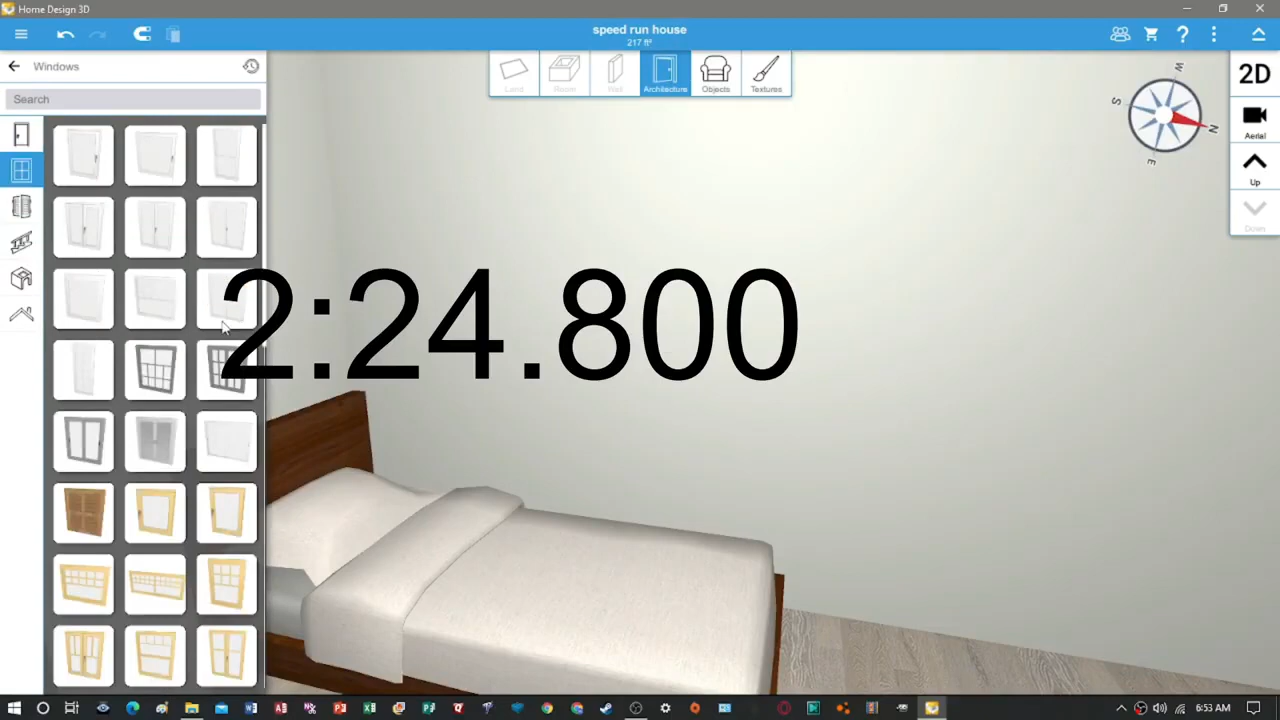 Home Design 3D
speed run house
217 ft²
Windows
Search
Land
Room
Wall
Architecture
Objects
Textures
W
S
N
E
2D
Aerial
Up
Down
2:24.800
6:53 AM